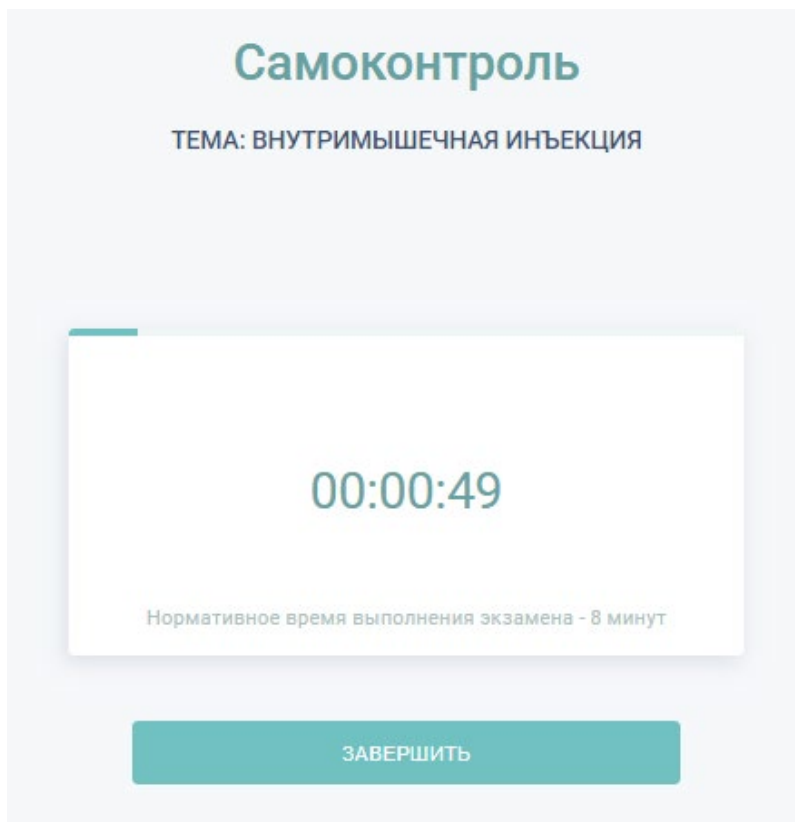 Самоконтроль
ТЕМА: ВНУТРИМЫШЕЧНАЯ ИНЪЕКЦИЯ
00:00:49
Нормативное время выполнения экзамена - 8 минут
ЗАВЕРШИТЬ